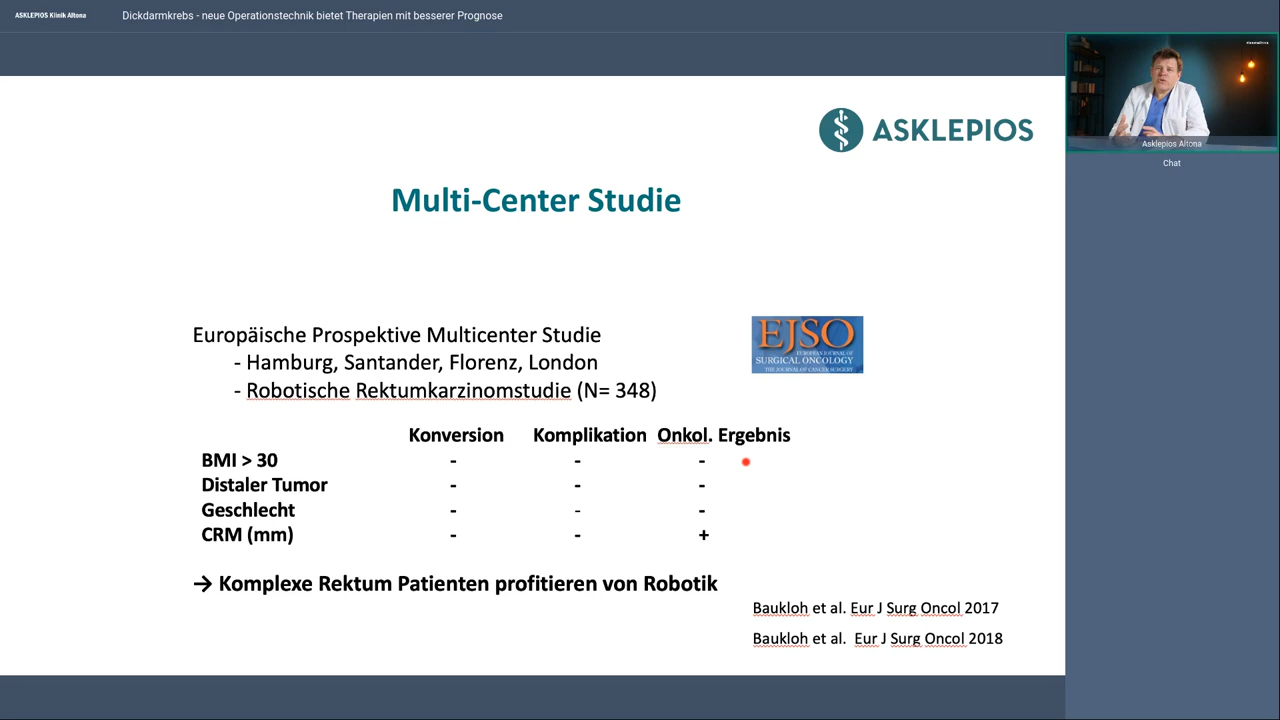 ASKLEPIOS Klinik Altona
Dickdarmkrebs - neue Operationstechnik bietet Therapien mit besserer Prognose
ASKLEPIOS
Asklepios Altona
Chat
Multi-Center Studie
Europäische Prospektive Multicenter Studie
- Hamburg, Santander, Florenz, London
- Robotische Rektumkarzinomstudie (N= 348)
EJSO
EUROPEAN JOURNAL OF
SURGICAL ONCOLOGY
THE JOURNAL OF CANCER SURGERY
Konversion Komplikation Onkol. Ergebnis
BMI > 30 - - -
Distaler Tumor - - -
Geschlecht - - -
CRM (mm) - - +
→ Komplexe Rektum Patienten profitieren von Robotik
Baukloh et al. Eur J Surg Oncol 2017
Baukloh et al. Eur J Surg Oncol 2018